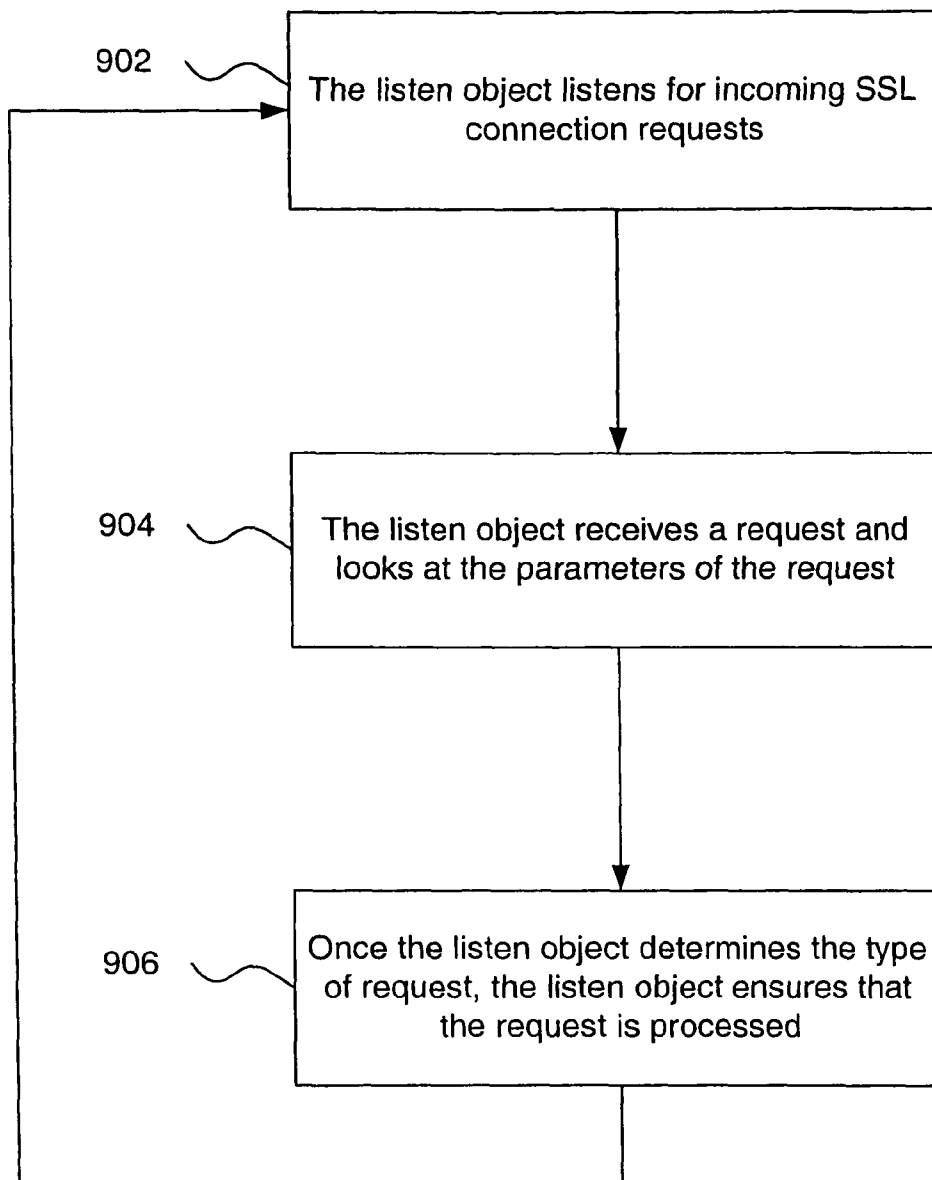 902
The listen object listens for incoming SSL
connection requests
904
The listen object receives a request and
looks at the parameters of the request
906
Once the listen object determines the type
of request, the listen object ensures that
the request is processed